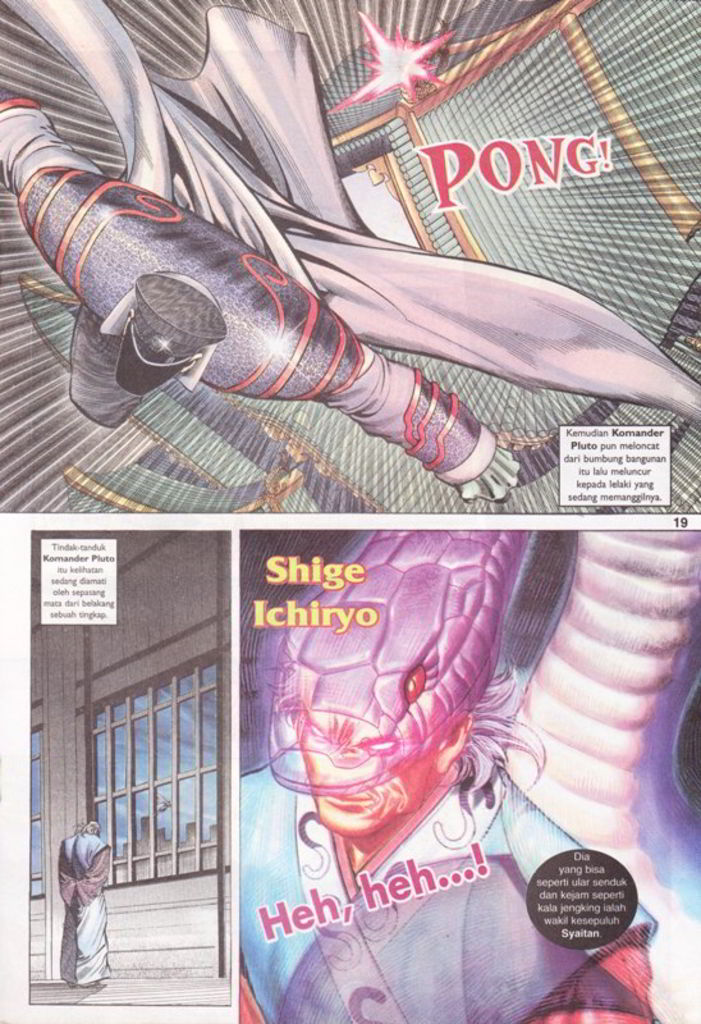 PONG!
Kemudian Komander
Pluto pun meloncat
dari bumbung bangunan
itu lalu meluncur
kepada lelaki yang
sedang memanggilnya.
19
Tindak-tanduk
Komander Pluto
itu kelihatan
sedang diamati
oleh sepasang
mata dari belakang
sebuah tingkap.
Shige
Ichiryo
Heh, heh...!
Dia
yang bisa
seperti ular senduk
dan kejam seperti
kala jengking ialah
wakil kesepuluh
Syaitan.